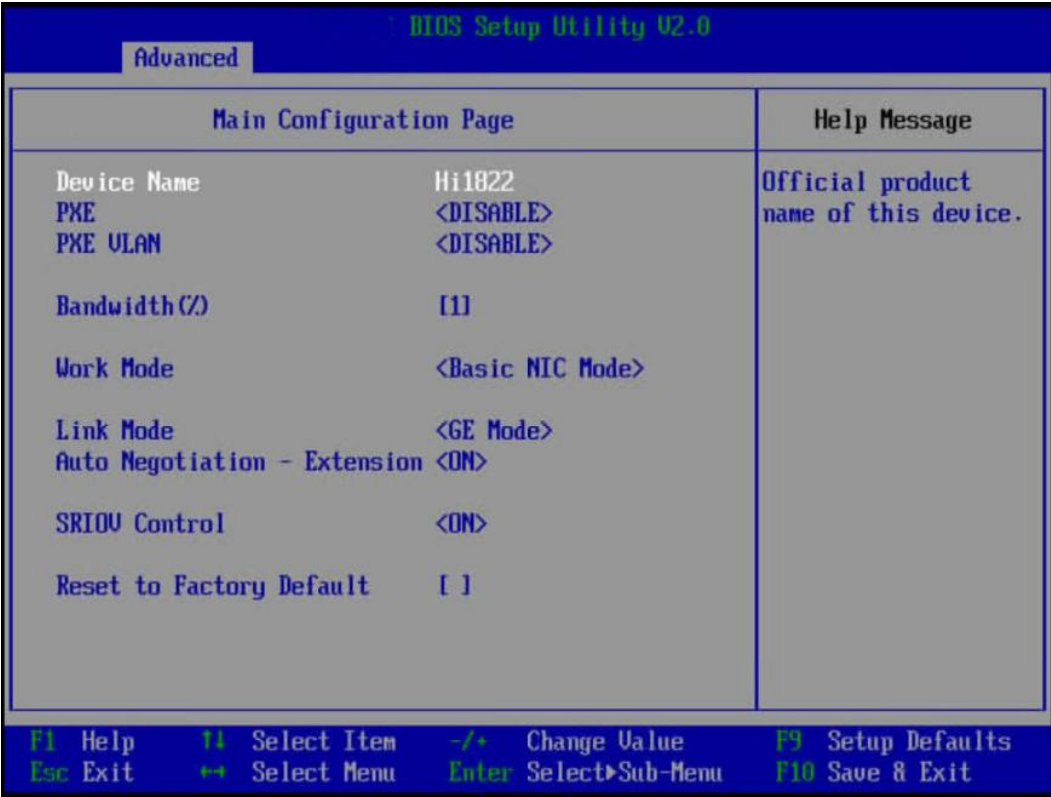 BIOS Setup Utility V2.0
Advanced
Main Configuration Page
Help Message
Device Name Hi1822
PXE <DISABLE>
PXE VLAN <DISABLE>
Bandwidth(%) [1]
Work Mode <Basic NIC Mode>
Link Mode <GE Mode>
Auto Negotiation - Extension <ON>
SRIOV Control <ON>
Reset to Factory Default [ ]
Official product
name of this device.
F1 Help ↑↓ Select Item -/+ Change Value F9 Setup Defaults
Esc Exit ←→ Select Menu Enter Select▶Sub-Menu F10 Save & Exit